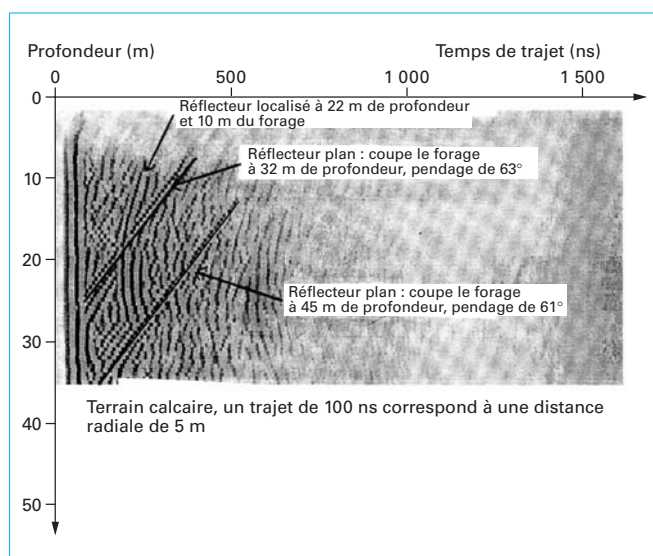 Profondeur (m)
Temps de trajet (ns)
0 500 1 000 1 500
0
Réflecteur localisé à 22 m de profondeur
et 10 m du forage
Réflecteur plan : coupe le forage
à 32 m de profondeur, pendage de 63°
10
20
Réflecteur plan : coupe le forage
à 45 m de profondeur, pendage de 61°
30
Terrain calcaire, un trajet de 100 ns correspond à une distance
radiale de 5 m
40
50